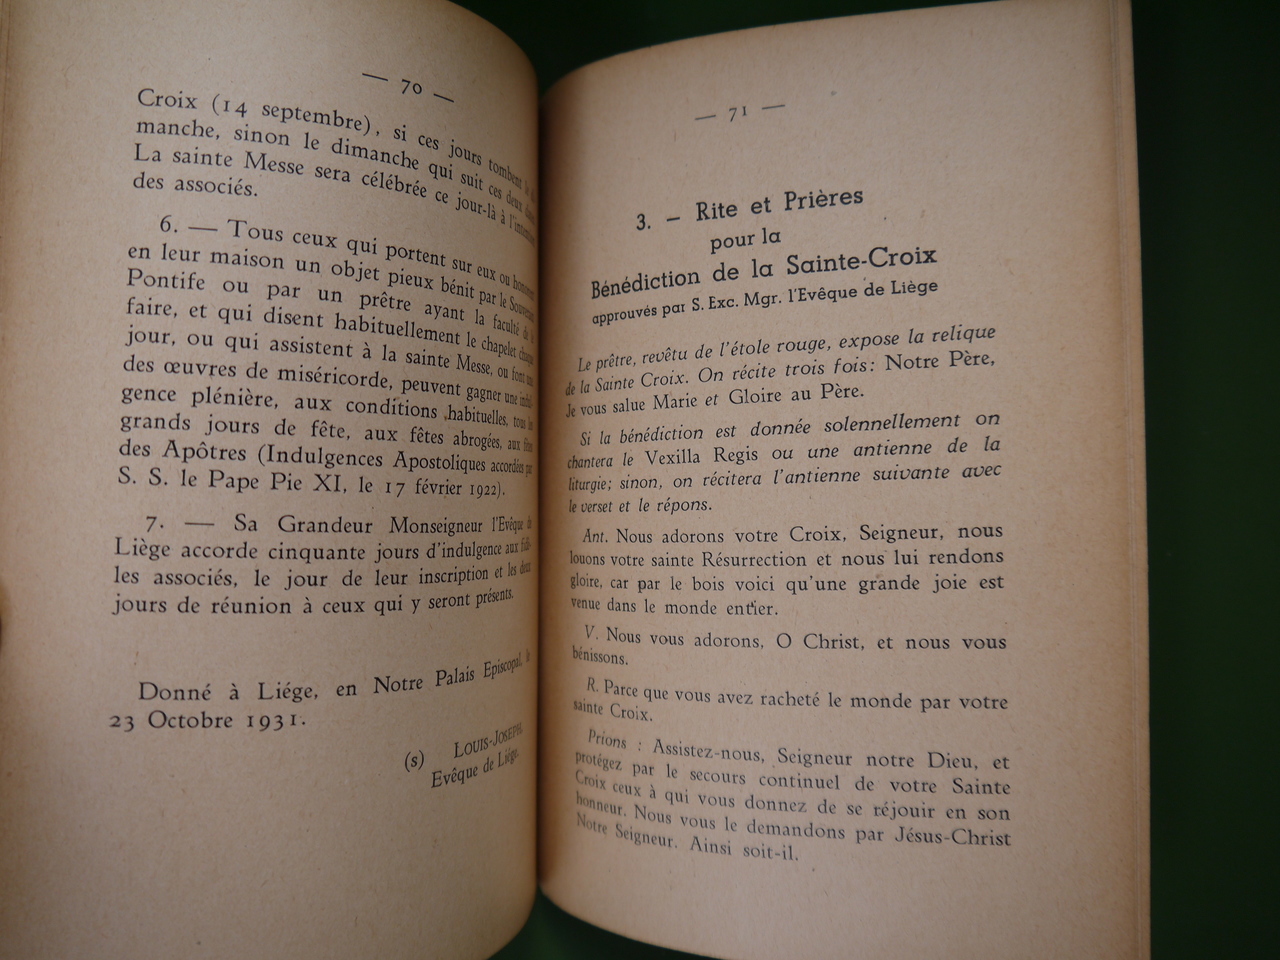 — 70 —
Croix (14 septembre), si ces jours tombent
manche, sinon le dimanche qui suit ces deux
La sainte Messe sera célébrée ce jour-là à l'intention
des associés.
6. — Tous ceux qui portent sur eux ou
en leur maison un objet pieux bénit par le
Pontife ou par un prêtre ayant la faculté
faire, et qui disent habituellement le chapelet
jour, ou qui assistent à la sainte Messe, ou font
des œuvres de miséricorde, peuvent gagner une
gence plénière, aux conditions habituelles,
grands jours de fête, aux fêtes abrogées, aux
des Apôtres (Indulgences Apostoliques accordées par
S. S. le Pape Pie XI, le 17 février 1922).
7. — Sa Grandeur Monseigneur l'Evêque
Liège accorde cinquante jours d'indulgence aux
les associés, le jour de leur inscription et les
jours de réunion à ceux qui y seront présents.
Donné à Liége, en Notre Palais Episcopal, le
23 Octobre 1931.
(s) LOUIS-JOSEPH,
Evêque de Liége.
— 71 —
3. — Rite et Prières
pour la
Bénédiction de la Sainte-Croix
approuvés par S. Exc. Mgr. l'Evêque de Liège
Le prêtre, revêtu de l'étole rouge, expose la relique
de la Sainte Croix. On récite trois fois: Notre Père,
Je vous salue Marie et Gloire au Père.
Si la bénédiction est donnée solennellement on
chantera le Vexilla Regis ou une antienne de la
liturgie; sinon, on récitera l'antienne suivante avec
le verset et le répons.
Ant. Nous adorons votre Croix, Seigneur, nous
louons votre sainte Résurrection et nous lui rendons
gloire, car par le bois voici qu'une grande joie est
venue dans le monde entier.
V. Nous vous adorons, O Christ, et nous vous
bénissons.
R. Parce que vous avez racheté le monde par votre
sainte Croix.
Prions : Assistez-nous, Seigneur notre Dieu, et
protégez par le secours continuel de votre Sainte
Croix ceux à qui vous donnez de se réjouir en son
honneur. Nous vous le demandons par Jésus-Christ
Notre Seigneur. Ainsi soit-il.